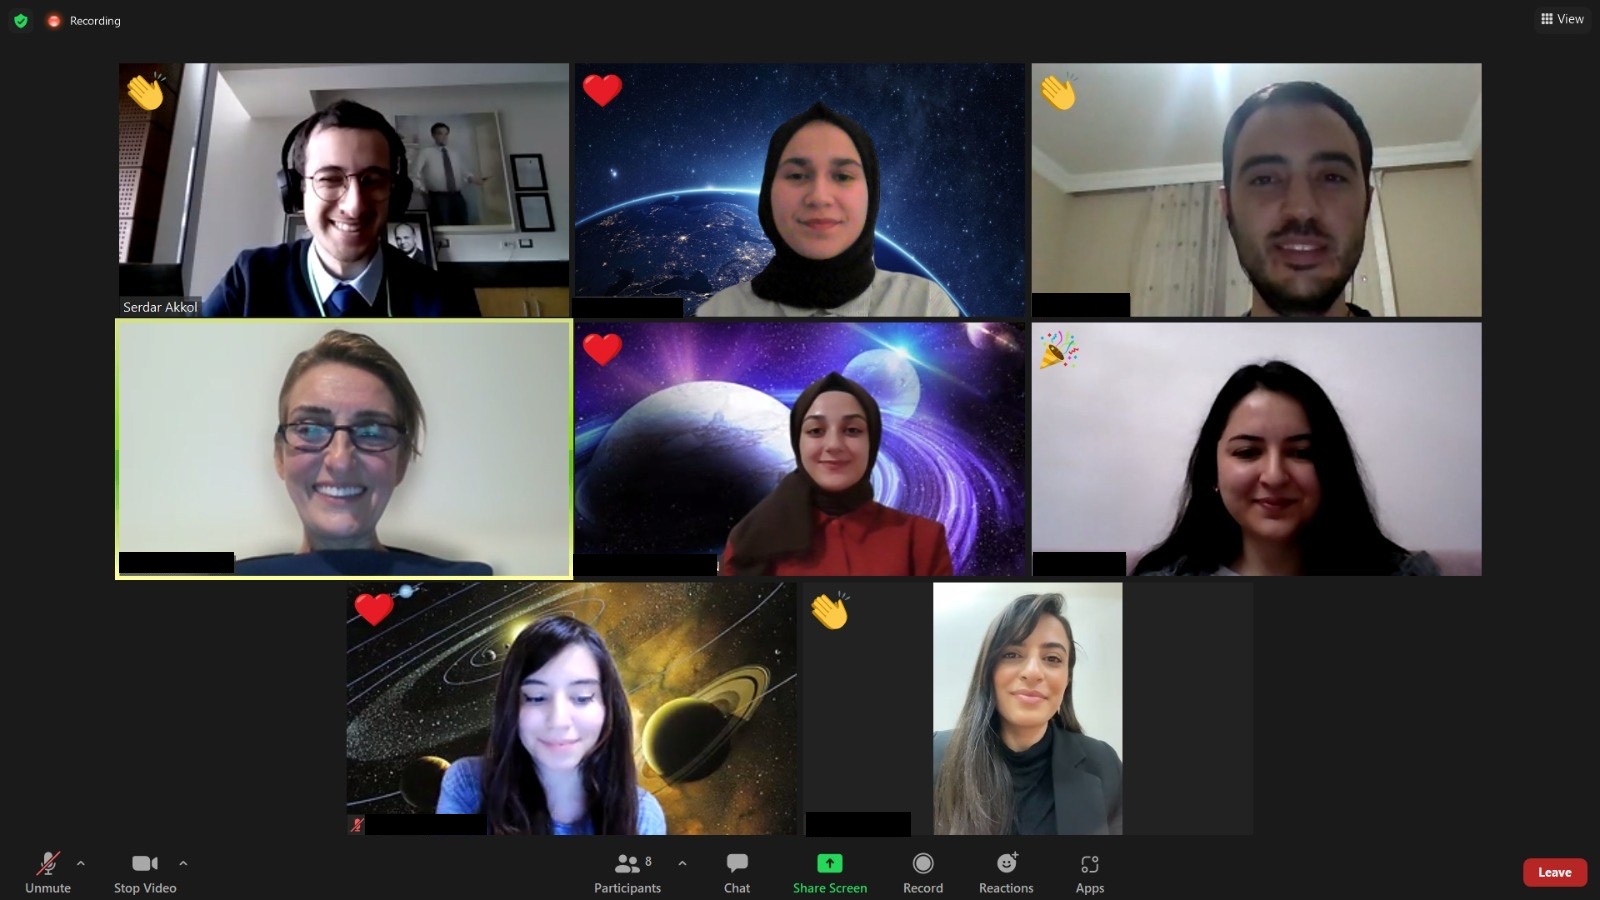 Recording
View
Serdar Akkol
Unmute
Stop Video
8
Participants
Chat
Share Screen
Record
Reactions
Apps
Leave